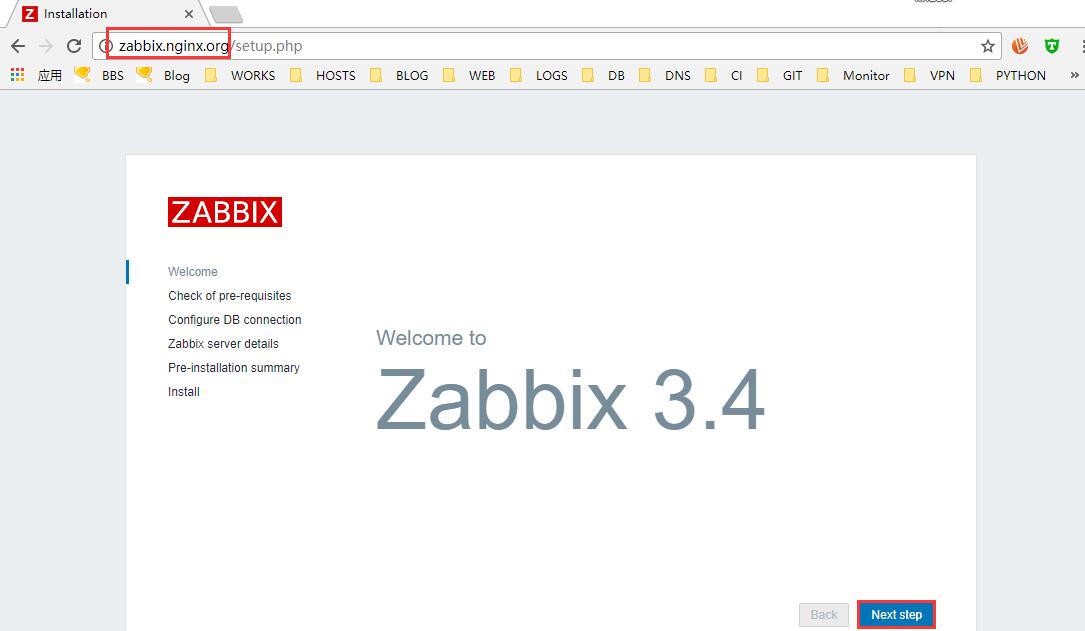 Installation
zabbix.nginx.org/setup.php
应用 BBS Blog WORKS HOSTS BLOG WEB LOGS DB DNS CI GIT Monitor VPN PYTHON »
ZABBIX
Welcome
Check of pre-requisites
Configure DB connection
Zabbix server details
Pre-installation summary
Install
Welcome to
Zabbix 3.4
Back Next step